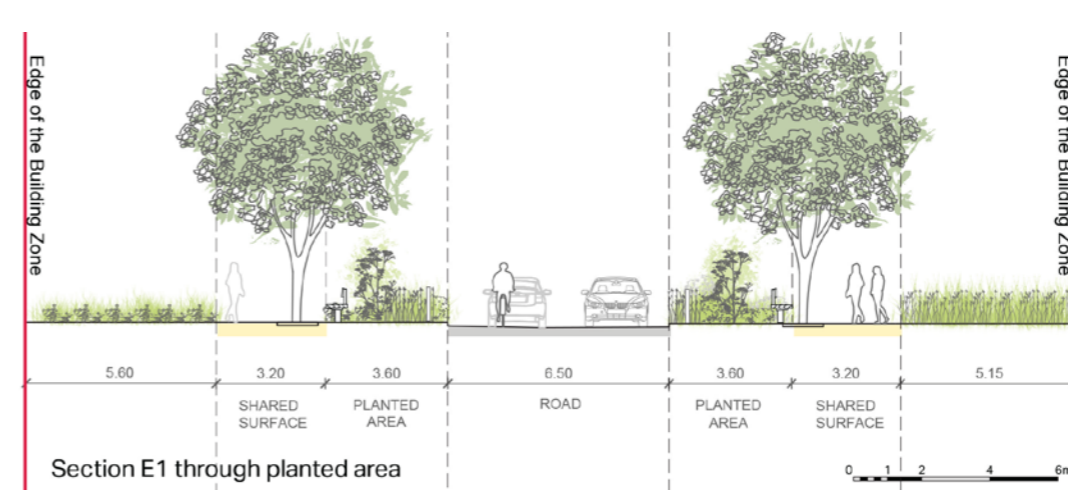 Edge of the Building Zone
Edge of the Building Zone
5.60
3.20
3.60
6.50
3.60
3.20
5.15
SHARED
SURFACE
PLANTED
AREA
ROAD
PLANTED
AREA
SHARED
SURFACE
Section E1 through planted area
0 1 2 4 6m